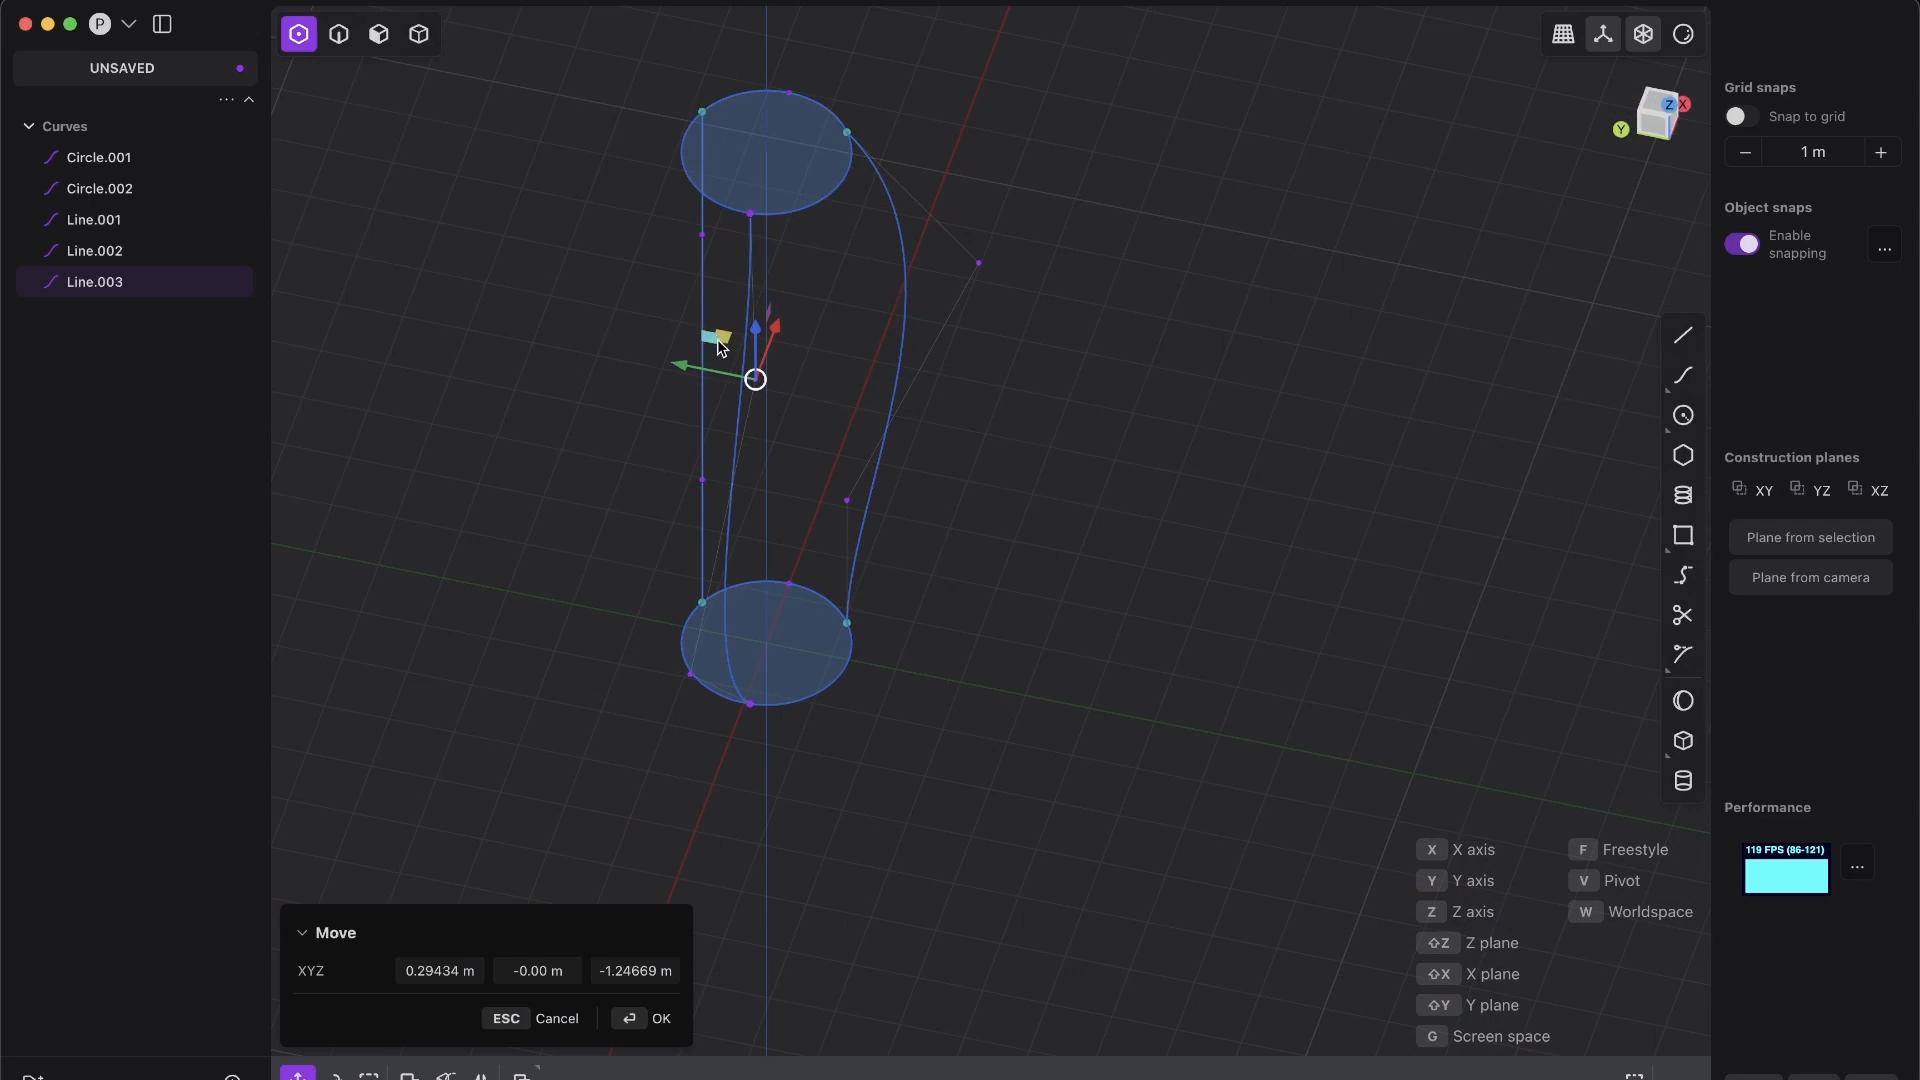 P
UNSAVED
Curves
Circle.001
Circle.002
Line.001
Line.002
Line.003
Z
X
Y
Grid snaps
Snap to grid
1 m
Object snaps
Enable
snapping
Construction planes
XY
YZ
XZ
Plane from selection
Plane from camera
Performance
119 FPS (86-121)
X X axis
F Freestyle
Y Y axis
V Pivot
Z Z axis
W Worldspace
⇧Z Z plane
⇧X X plane
⇧Y Y plane
G Screen space
Move
XYZ 0.29434 m -0.00 m -1.24669 m
ESC Cancel
OK